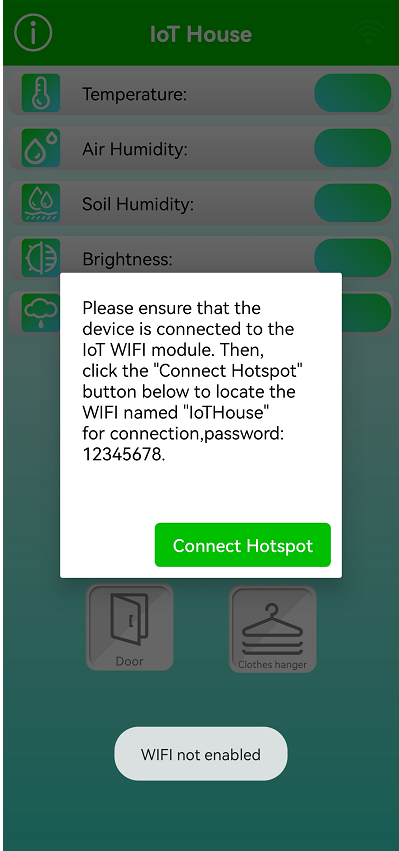 IoT House
Temperature:
Air Humidity:
Soil Humidity:
Brightness:
Please ensure that the
device is connected to the
IoT WIFI module. Then,
click the "Connect Hotspot"
button below to locate the
WIFI named "IoTHouse"
for connection,password:
12345678.
Connect Hotspot
Door
Clothes hanger
WIFI not enabled